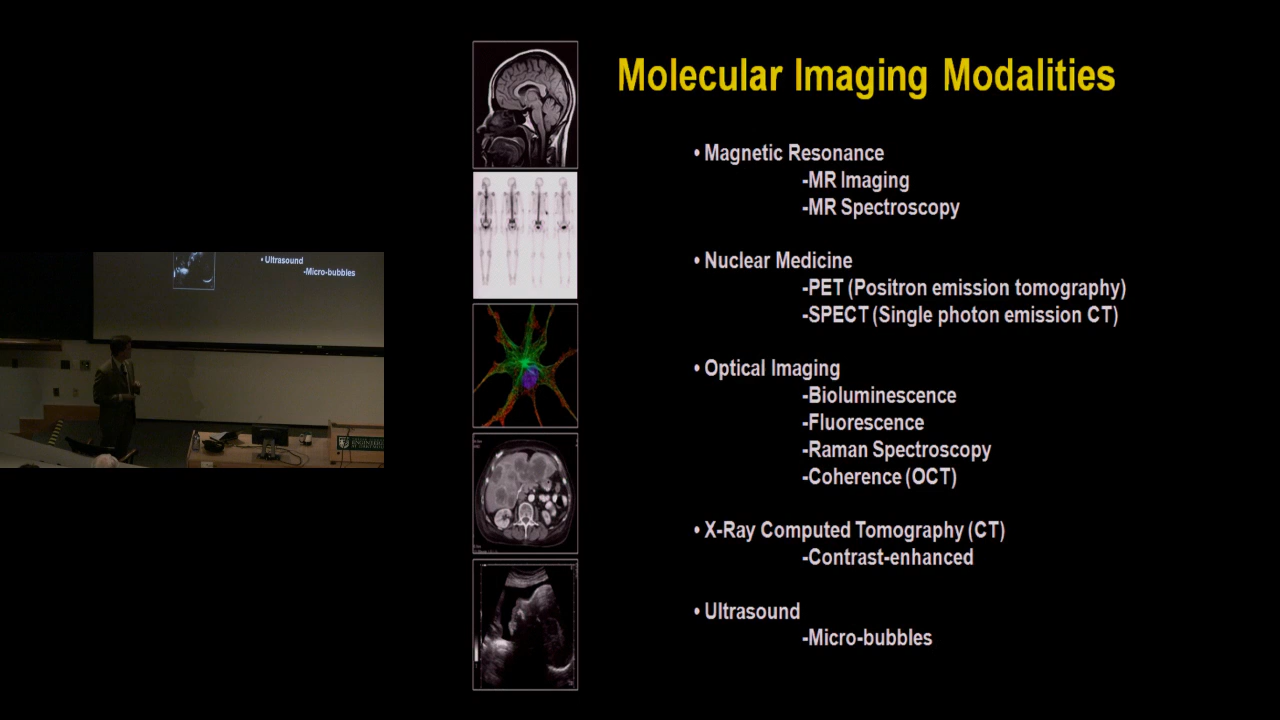 Molecular Imaging Modalities
• Magnetic Resonance
-MR Imaging
-MR Spectroscopy
• Nuclear Medicine
-PET (Positron emission tomography)
-SPECT (Single photon emission CT)
• Optical Imaging
-Bioluminescence
-Fluorescence
-Raman Spectroscopy
-Coherence (OCT)
• X-Ray Computed Tomography (CT)
-Contrast-enhanced
• Ultrasound
-Micro-bubbles
• Ultrasound
-Micro-bubbles